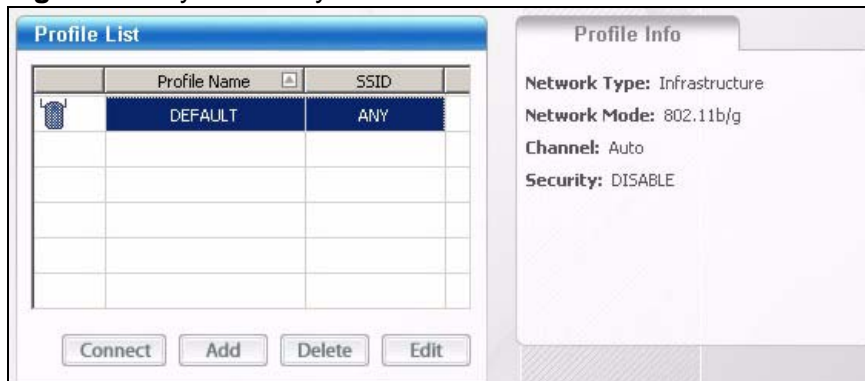 Profile List
Profile Name SSID
DEFAULT ANY
Connect Add Delete Edit
Profile Info
Network Type: Infrastructure
Network Mode: 802.11b/g
Channel: Auto
Security: DISABLE